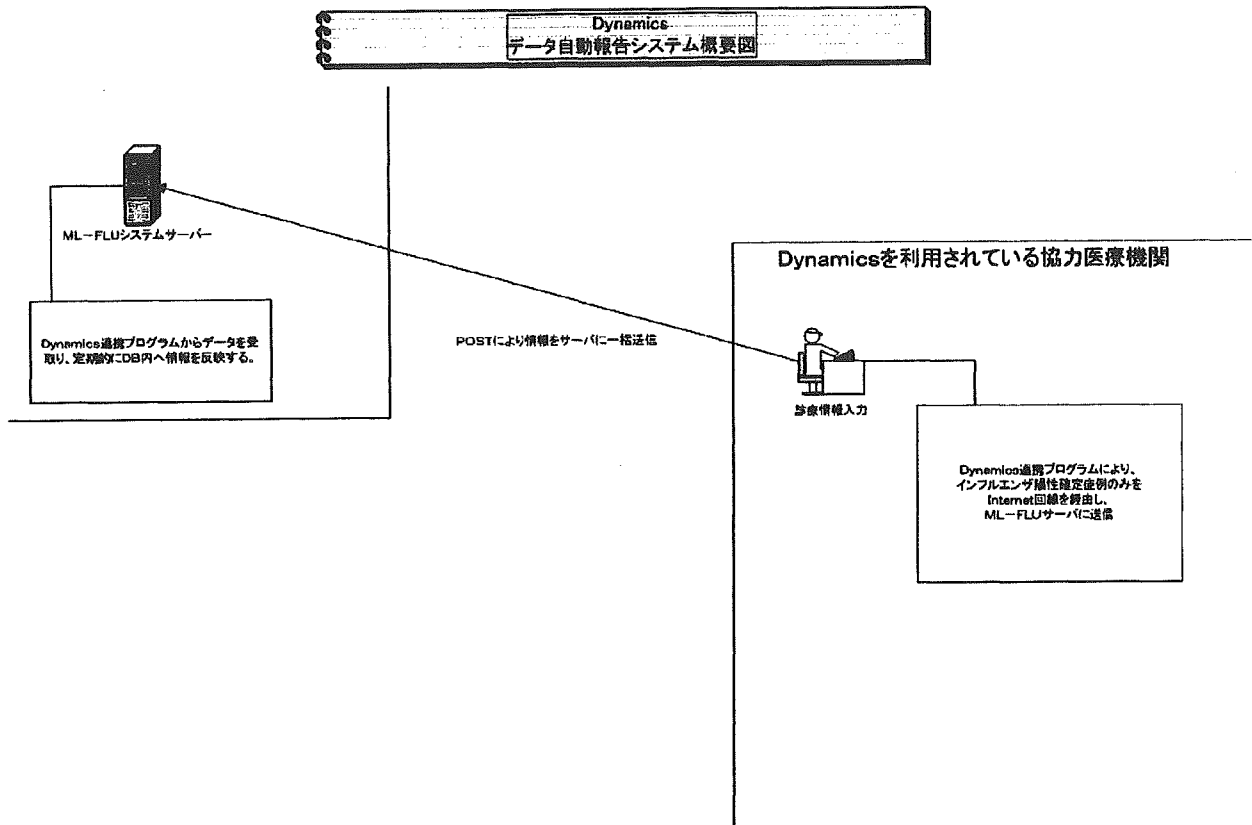 Dynamics
データ自動報告システム概要図
ML－FLUシステムサーバー
Dynamics連携プログラムからデータを受
取り、定期的にDB内へ情報を反映する。
POSTにより情報をサーバに一括送信
Dynamicsを利用されている協力医療機関
診療情報入力
Dynamics連携プログラムにより、
インフルエンザ陽性確定症例のみを
Internet回線を経由し、
ML－FLUサーバに送信